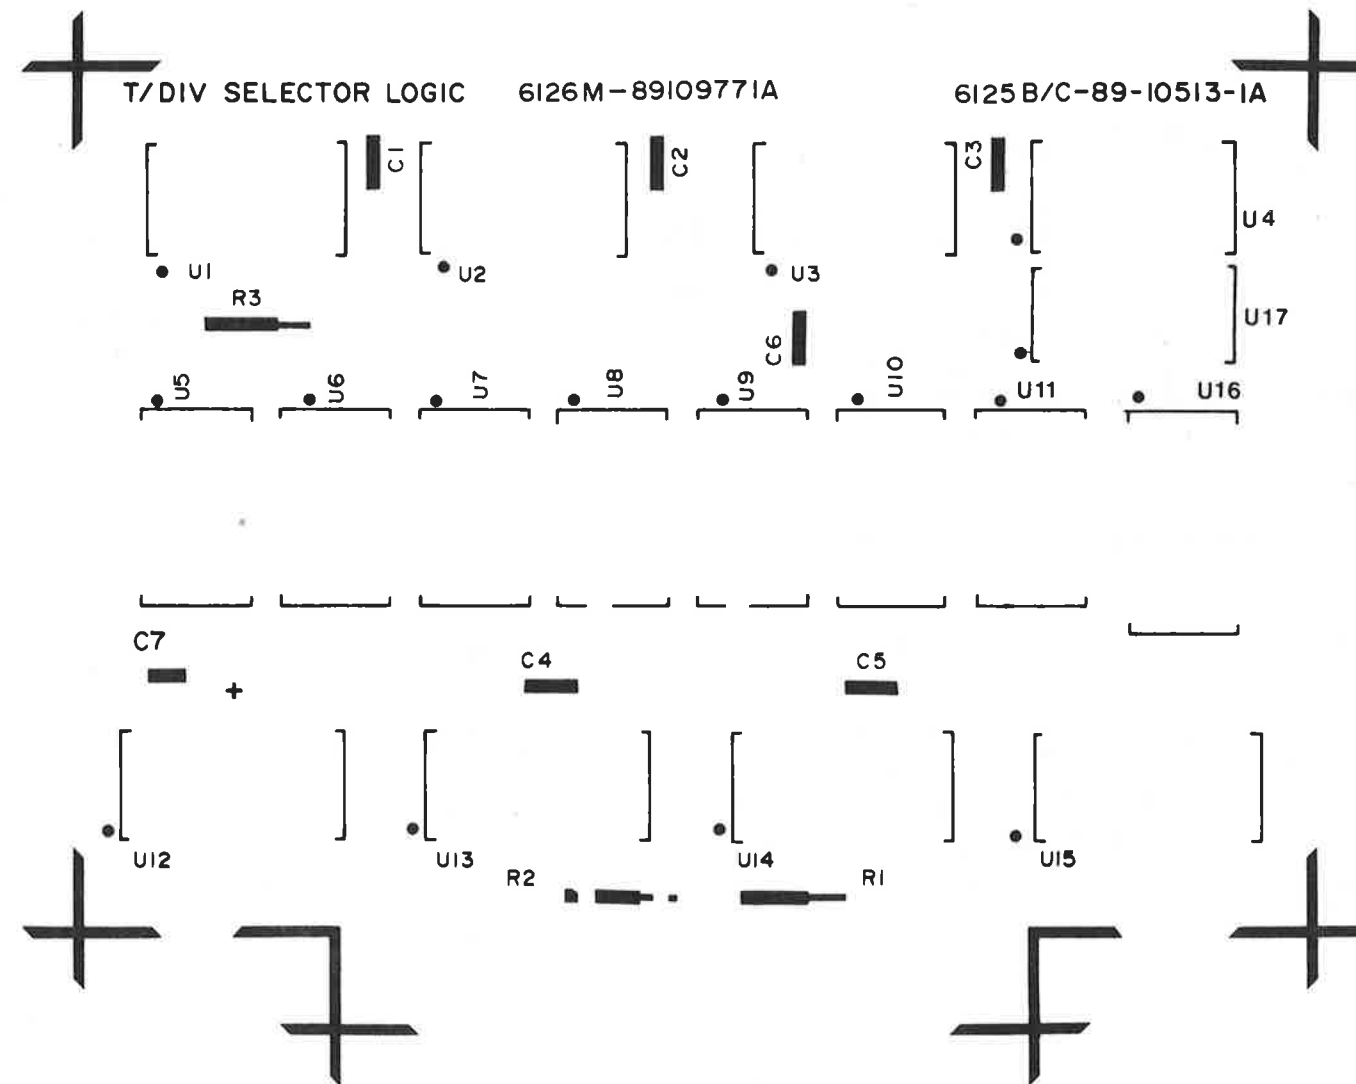 T/DIV SELECTOR LOGIC 6126M-89109771A 6125B/C-89-10513-1A
C1 C2 C3
U4
U1 U2 U3
R3 U17
C6
U5 U6 U7 U8 U9 U10 U11 U16
C7 C4 C5
+
U12 U13 U14 U15
R2 R1